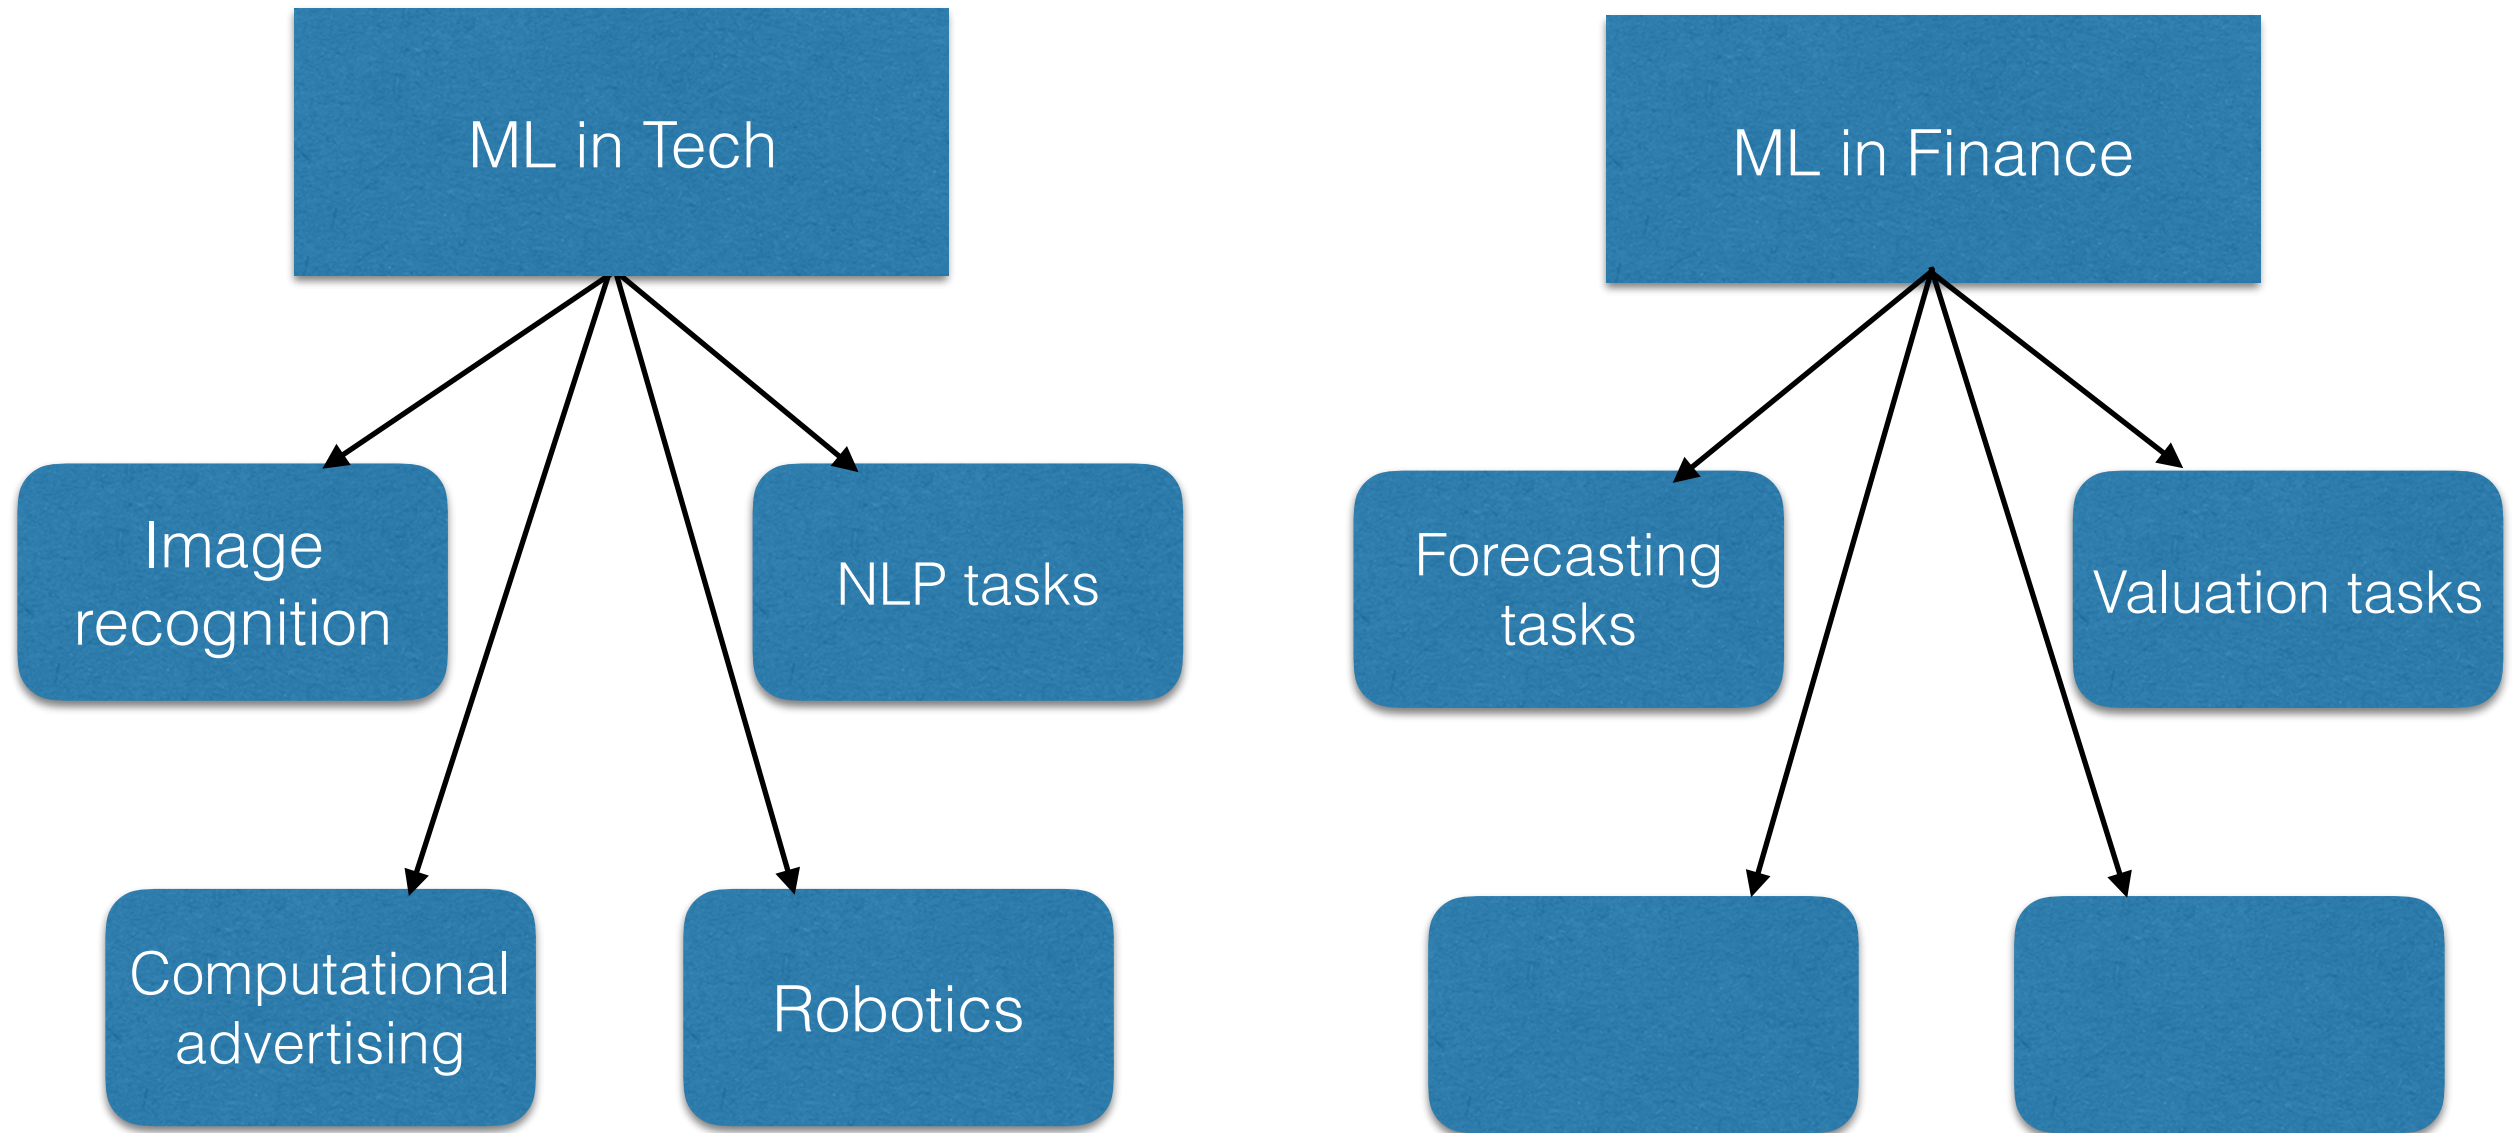 ML in Tech
ML in Finance
Image
recognition
NLP tasks
Forecasting
tasks
Valuation tasks
Computational
advertising
Robotics